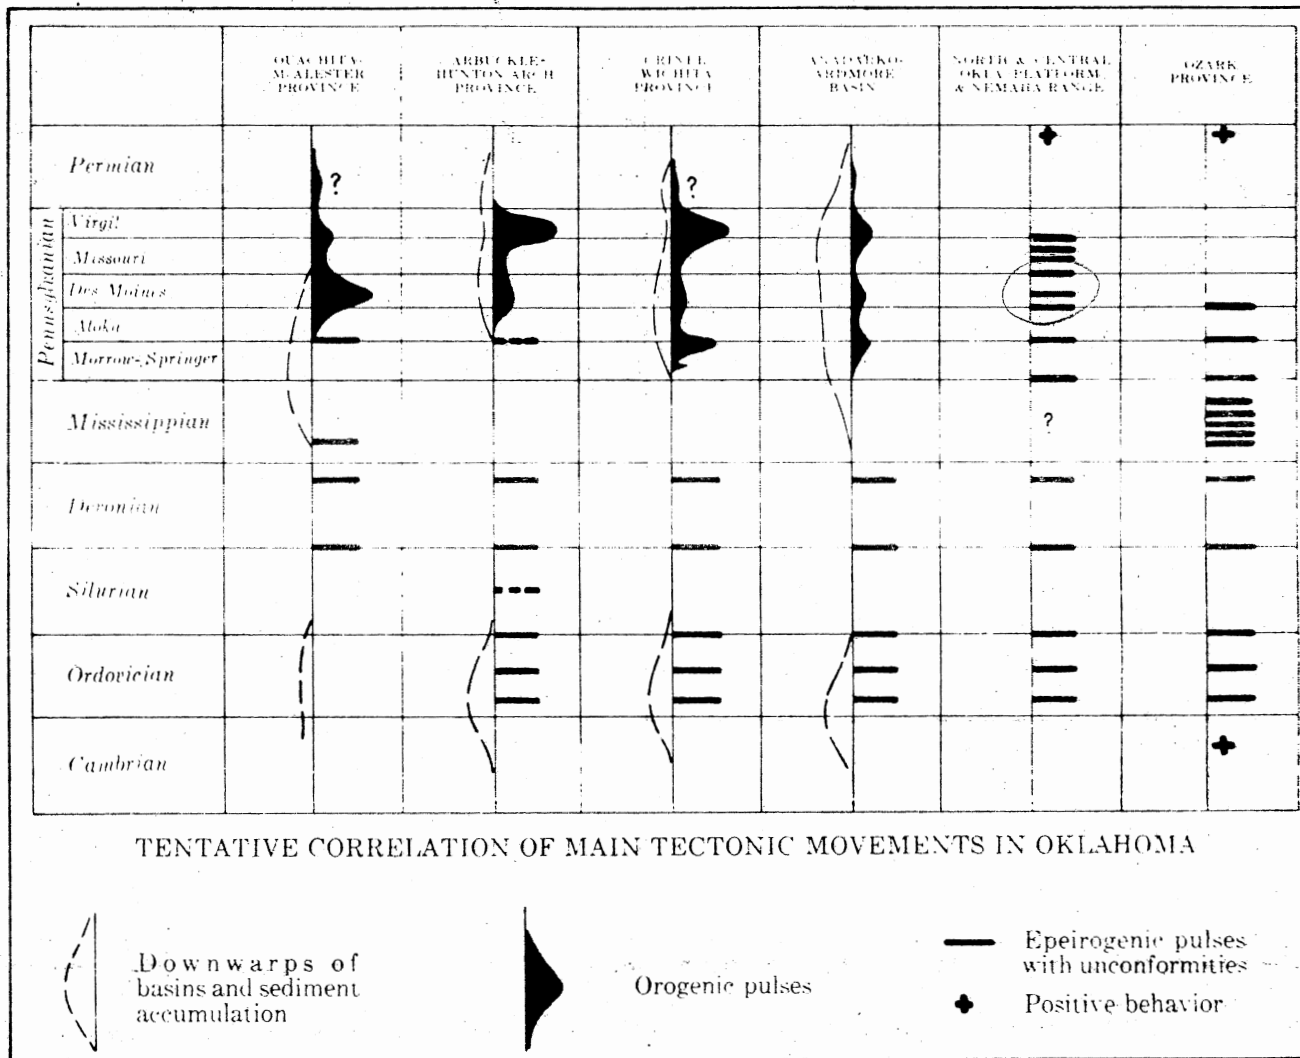 OUACHITA-
McALESTER
PROVINCE
ARBUCKLE-
HUNTON ARCH
PROVINCE
CRINER
WICHITA
PROVINCE
ANADARKO-
ARDMORE
BASIN
NORTH & CENTRAL
OKLA. PLATFORM,
& NEMAHA RANGE
OZARK
PROVINCE
Permian
?
?
Pennsylvanian
Virgil
Missouri
Des Moines
Atoka
Morrow-Springer
Mississippian
?
Devonian
Silurian
Ordovician
Cambrian
TENTATIVE CORRELATION OF MAIN TECTONIC MOVEMENTS IN OKLAHOMA
Downwarps of
basins and sediment
accumulation
Orogenic pulses
Epeirogenic pulses
with unconformities
Positive behavior